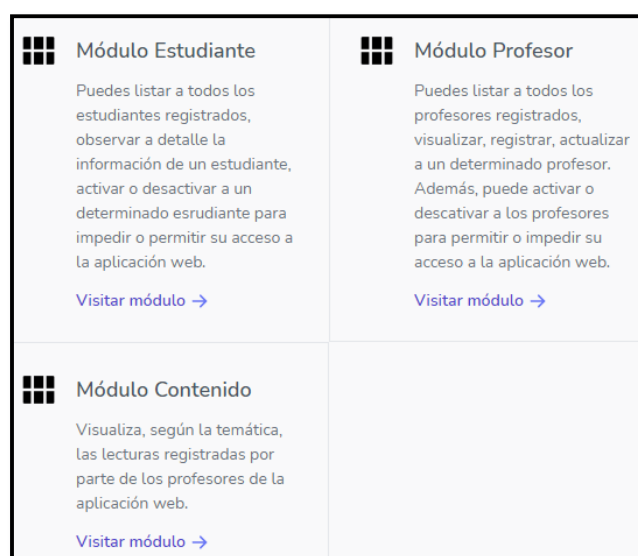 Módulo Estudiante
Puedes listar a todos los
estudiantes registrados,
observar a detalle la
información de un estudiante,
activar o desactivar a un
determinado esrudiante para
impedir o permitir su acceso a
la aplicación web.
Visitar módulo →
Módulo Profesor
Puedes listar a todos los
profesores registrados,
visualizar, registrar, actualizar
a un determinado profesor.
Además, puede activar o
descativar a los profesores
para permitir o impedir su
acceso a la aplicación web.
Visitar módulo →
Módulo Contenido
Visualiza, según la temática,
las lecturas registradas por
parte de los profesores de la
aplicación web.
Visitar módulo →